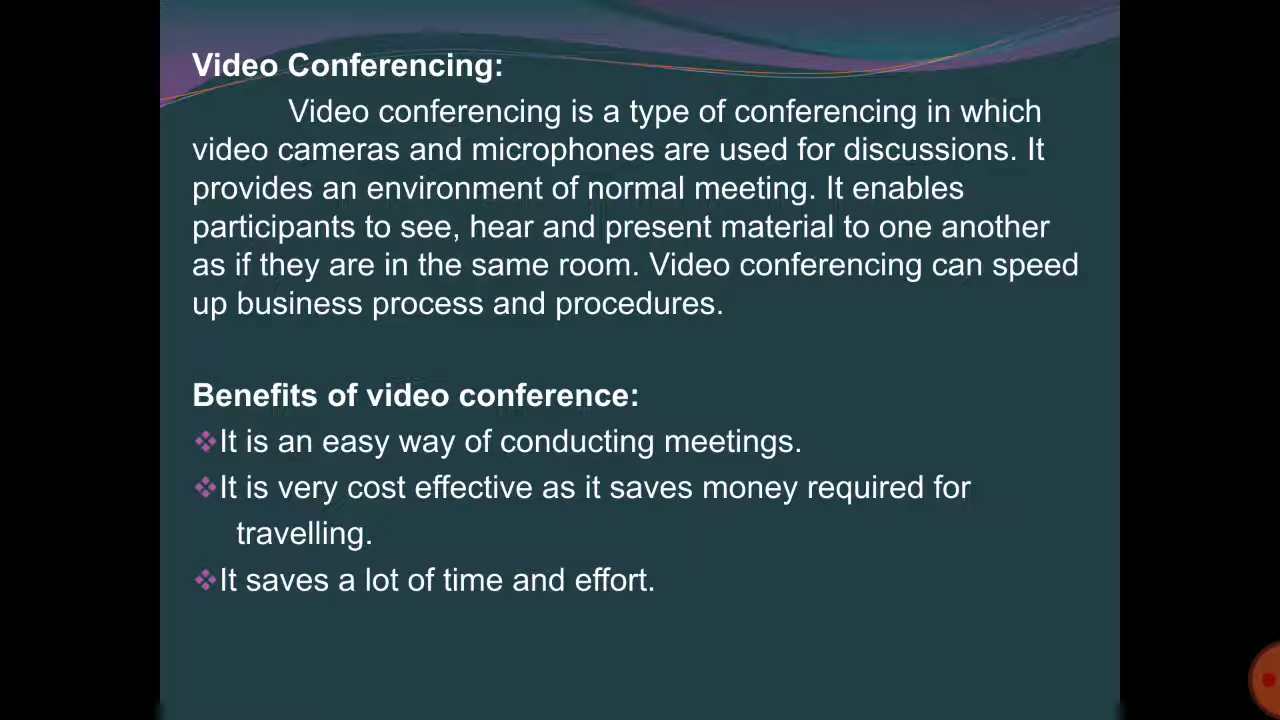 Video Conferencing:
Video conferencing is a type of conferencing in which
video cameras and microphones are used for discussions. It
provides an environment of normal meeting. It enables
participants to see, hear and present material to one another
as if they are in the same room. Video conferencing can speed
up business process and procedures.
Benefits of video conference:
❖It is an easy way of conducting meetings.
❖It is very cost effective as it saves money required for
travelling.
❖It saves a lot of time and effort.